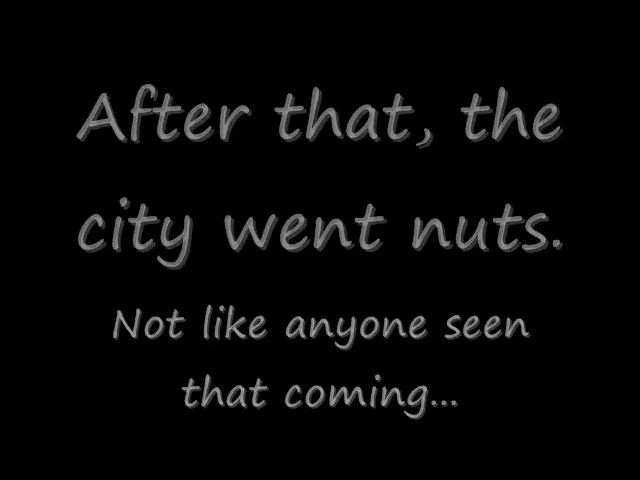 After that, the
city went nuts.
Not like anyone seen
that coming...